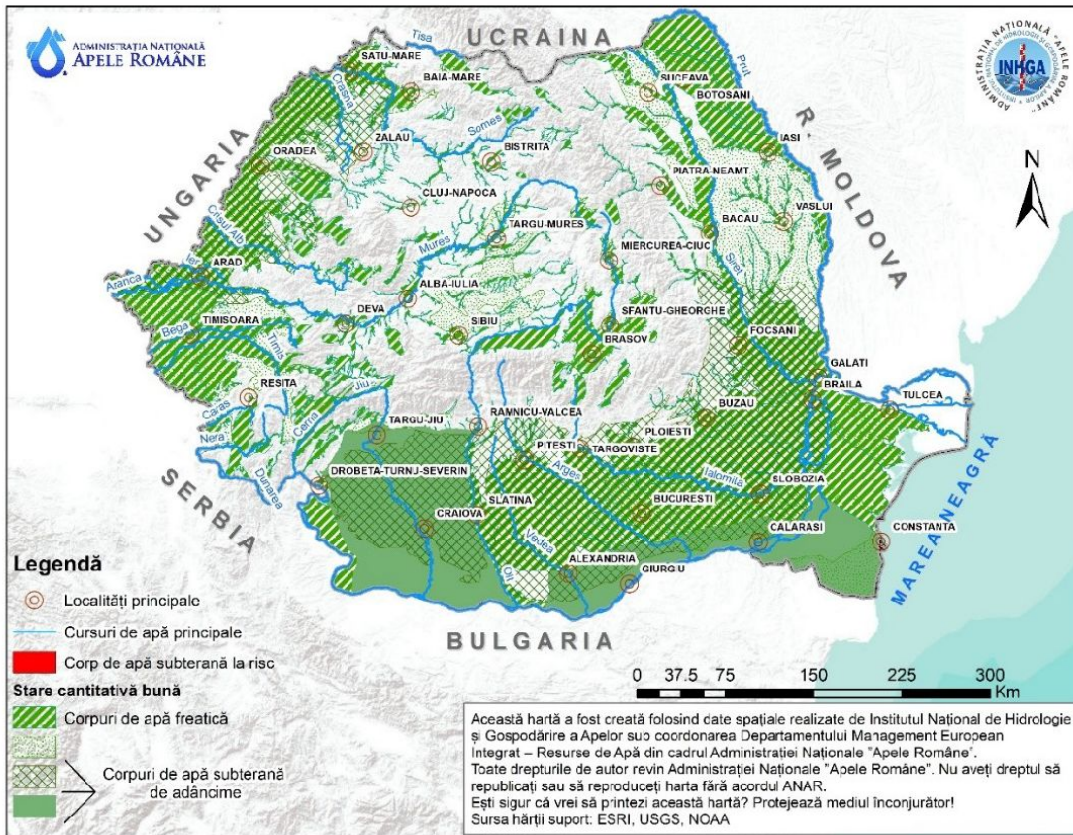 ADMINISTRAȚIA NAȚIONALĂ
APELE ROMÂNE
ADMINISTRAȚIA NAȚIONALĂ "APELE ROMÂNE"
INHGA
UCRAINA
R. MOLDOVA
UNGARIA
SERBIA
BULGARIA
MAREA NEAGRĂ
N
Tisa
Prut
SATU-MARE
BAIA-MARE
SUCEAVA
BOTOSANI
Crasna
Somes
ZALAU
BISTRITA
IASI
ORADEA
PIATRA-NEAMT
CLUJ-NAPOCA
VASLUI
BACAU
TARGU-MURES
Crisul Alb
Mures
MIERCUREA-CIUC
Siret
Ier
ARAD
Aranca
ALBA-IULIA
DEVA
SFANTU-GHEORGHE
TIMISOARA
SIBIU
FOCSANI
Bega
BRASOV
Timis
GALATI
RESITA
BRAILA
Jiu
TULCEA
Caras
Cerna
BUZAU
RAMNICU-VALCEA
TARGU-JIU
PLOIESTI
Nera
PITESTI
TARGOVISTE
Arges
Ialomita
Dunarea
DROBETA-TURNU-SEVERIN
SLOBOZIA
SLATINA
BUCURESTI
CRAIOVA
CALARASI
CONSTANTA
Vedea
ALEXANDRIA
Olt
GIURGIU
Legendă
Localități principale
Cursuri de apă principale
Corp de apă subterană la risc
Stare cantitativă bună
Corpuri de apă freatică
Corpuri de apă subterană
de adâncime
0 37.5 75 150 225 300
Km
Această hartă a fost creată folosind date spațiale realizate de Institutul Național de Hidrologie
și Gospodărire a Apelor sub coordonarea Departamentului Management European
Integrat – Resurse de Apă din cadrul Administrației Naționale "Apele Române".
Toate drepturile de autor revin Administrației Naționale "Apele Române". Nu aveți dreptul să
republicați sau să reproduceți harta fără acordul ANAR.
Ești sigur că vrei să printezi această hartă? Protejează mediul înconjurător!
Sursa hărții suport: ESRI, USGS, NOAA